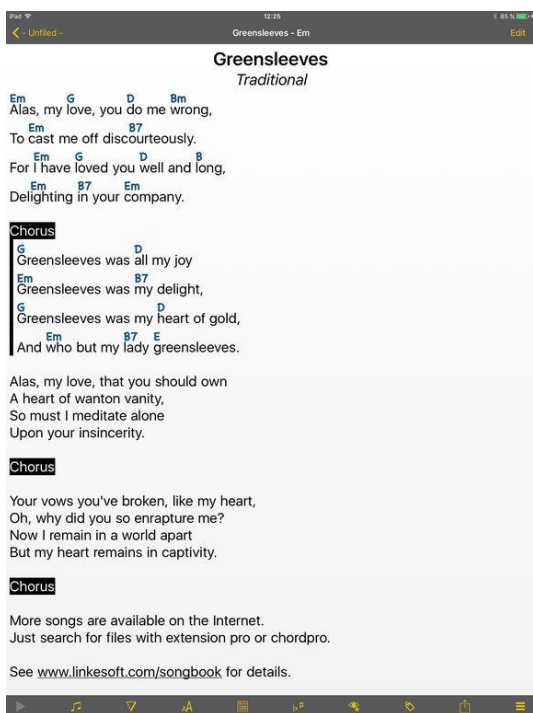 iPad 12:25 85 %
- Unfiled - Greensleeves - Em Edit
Greensleeves
Traditional
Em G D Bm
Alas, my love, you do me wrong,
Em B7
To cast me off discourteously.
Em G D B
For I have loved you well and long,
Em B7 Em
Delighting in your company.
Chorus
G D
Greensleeves was all my joy
Em B7
Greensleeves was my delight,
G D
Greensleeves was my heart of gold,
Em B7 E
And who but my lady greensleeves.
Alas, my love, that you should own
A heart of wanton vanity,
So must I meditate alone
Upon your insincerity.
Chorus
Your vows you've broken, like my heart,
Oh, why did you so enrapture me?
Now I remain in a world apart
But my heart remains in captivity.
Chorus
More songs are available on the Internet.
Just search for files with extension pro or chordpro.
See www.linkesoft.com/songbook for details.
AA ♭♯